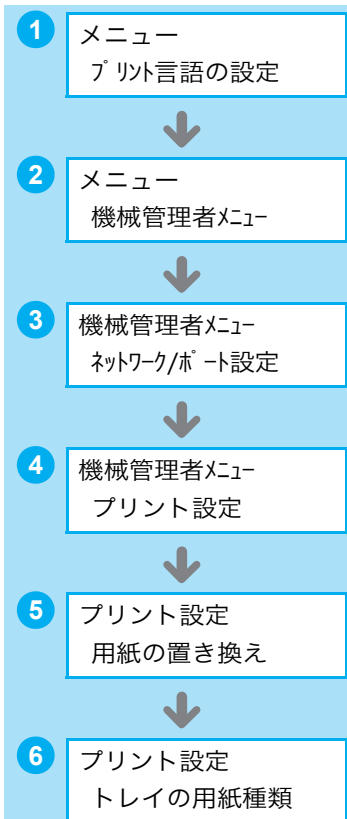 1
メニュー
ﾌﾟﾘﾝﾄ言語の設定
2
メニュー
機械管理者ﾒﾆｭｰ
3
機械管理者ﾒﾆｭｰ
ﾈｯﾄﾜｰｸ/ﾎﾟｰﾄ設定
4
機械管理者ﾒﾆｭｰ
プリント設定
5
プリント設定
用紙の置き換え
6
プリント設定
トレイの用紙種類